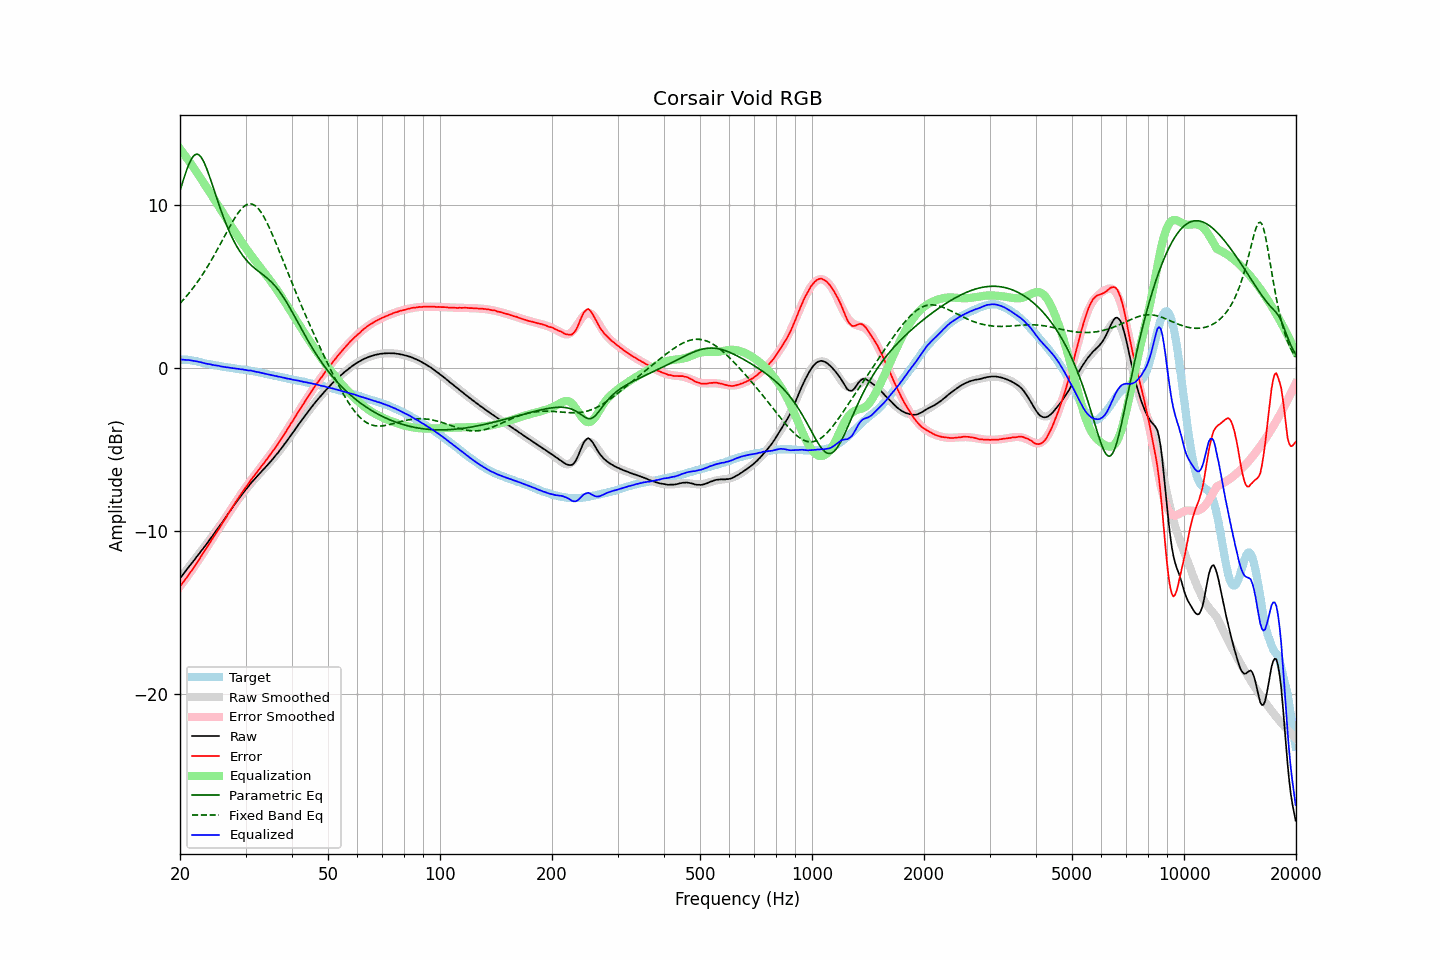 Corsair Void RGB
Amplitude (dBr)
10
0
−10
−20
Target
Raw Smoothed
Error Smoothed
Raw
Error
Equalization
Parametric Eq
Fixed Band Eq
Equalized
20 50 100 200 500 1000 2000 5000 10000 20000
Frequency (Hz)